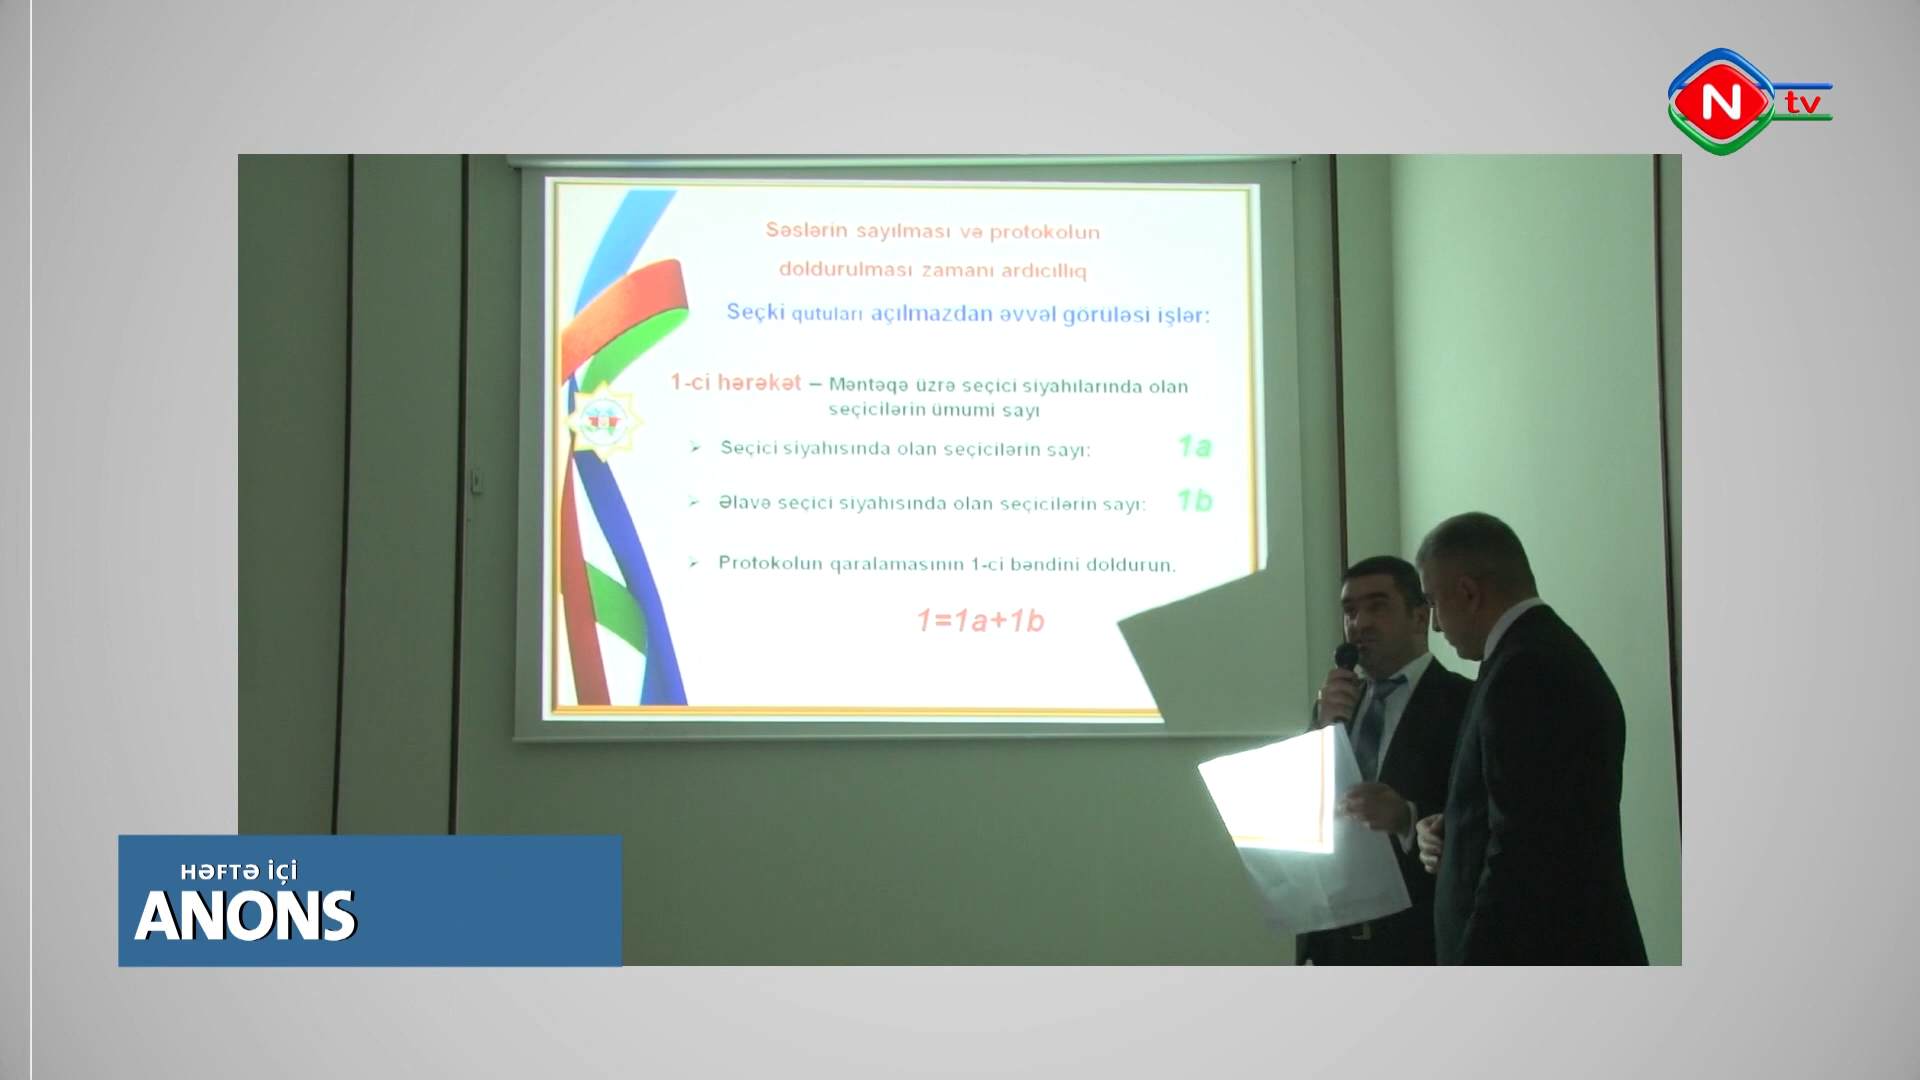 N tv
Səslərin sayılması və protokolun
doldurulması zamanı ardıcıllıq
Seçki qutuları açılmazdan əvvəl görüləsi işlər:
1-ci hərəkət – Məntəqə üzrə seçici siyahılarında olan
seçicilərin ümumi sayı
Seçici siyahısında olan seçicilərin sayı: 1a
Əlavə seçici siyahısında olan seçicilərin sayı: 1b
Protokolun qaralamasının 1-ci bəndini doldurun.
1=1a+1b
HƏFTƏ İÇİ
ANONS